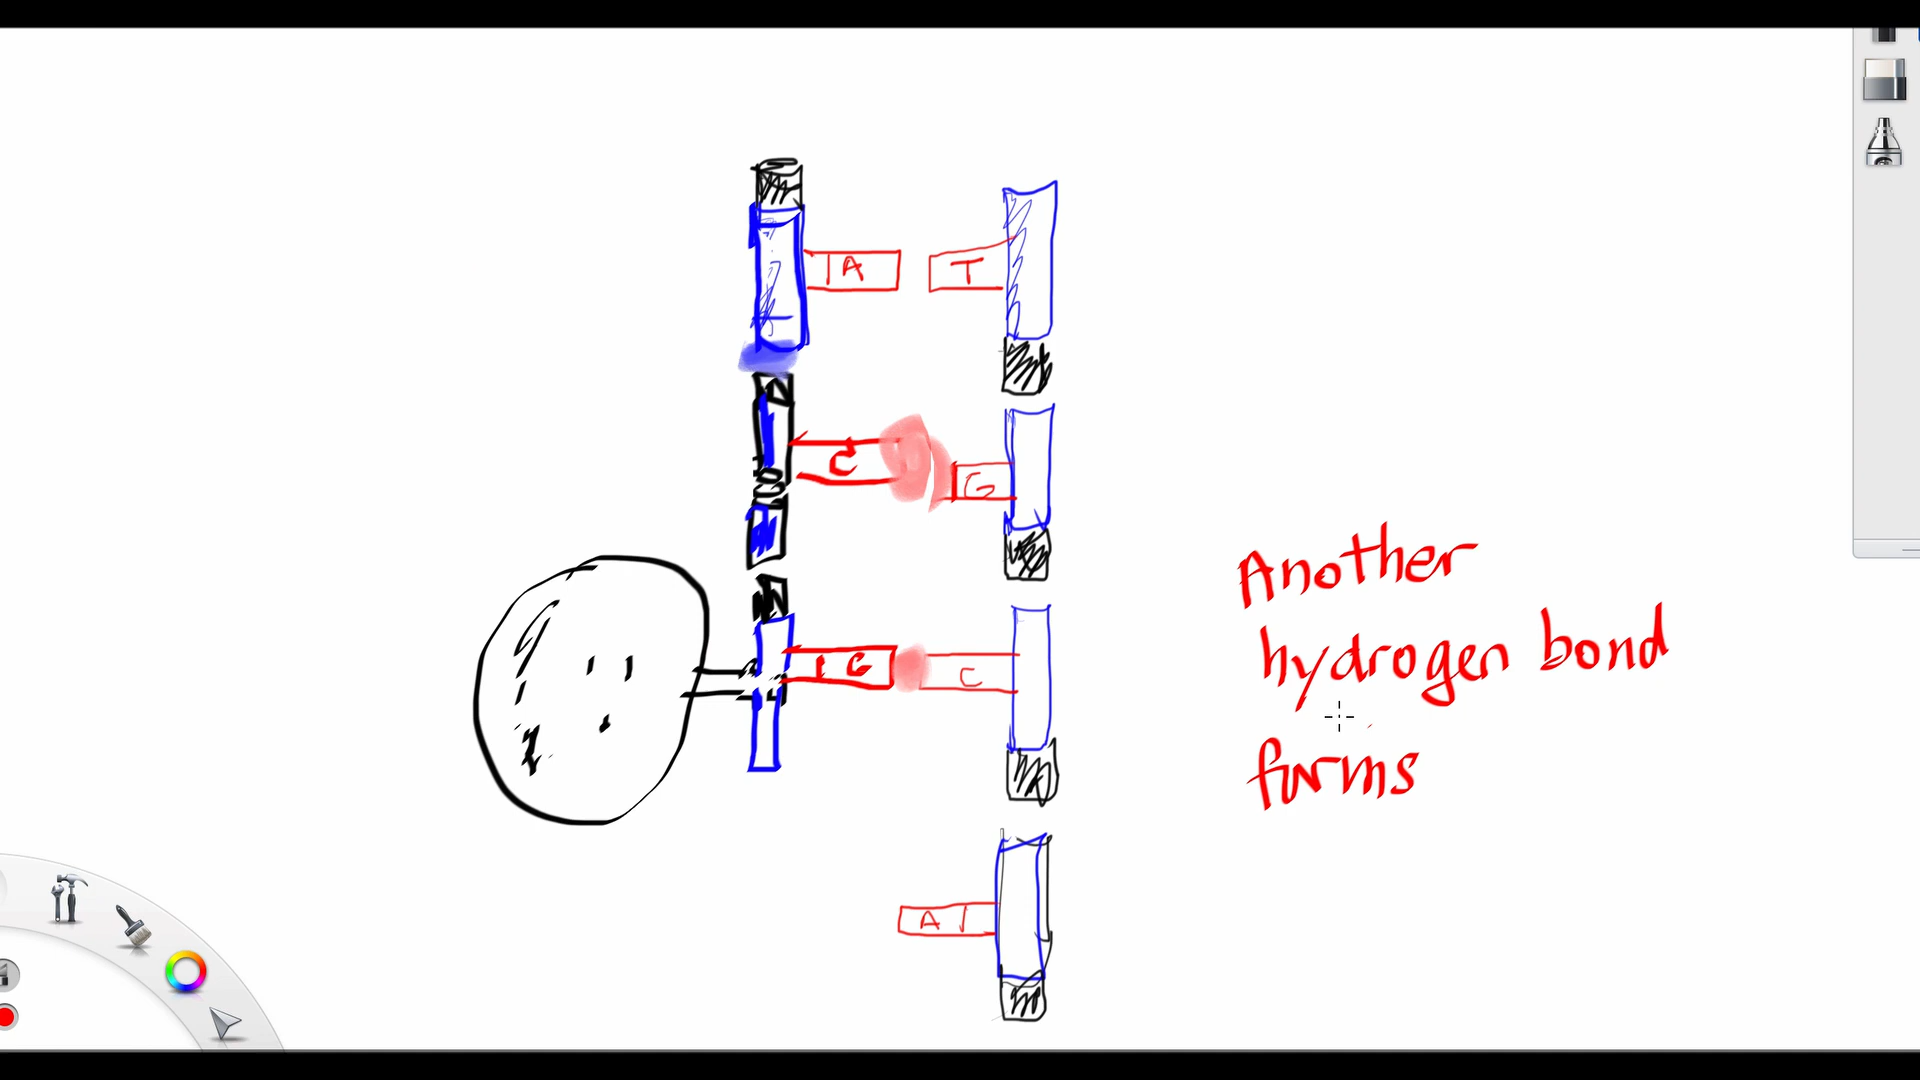 A T
C G
G C
A
Another
hydrogen bond
forms